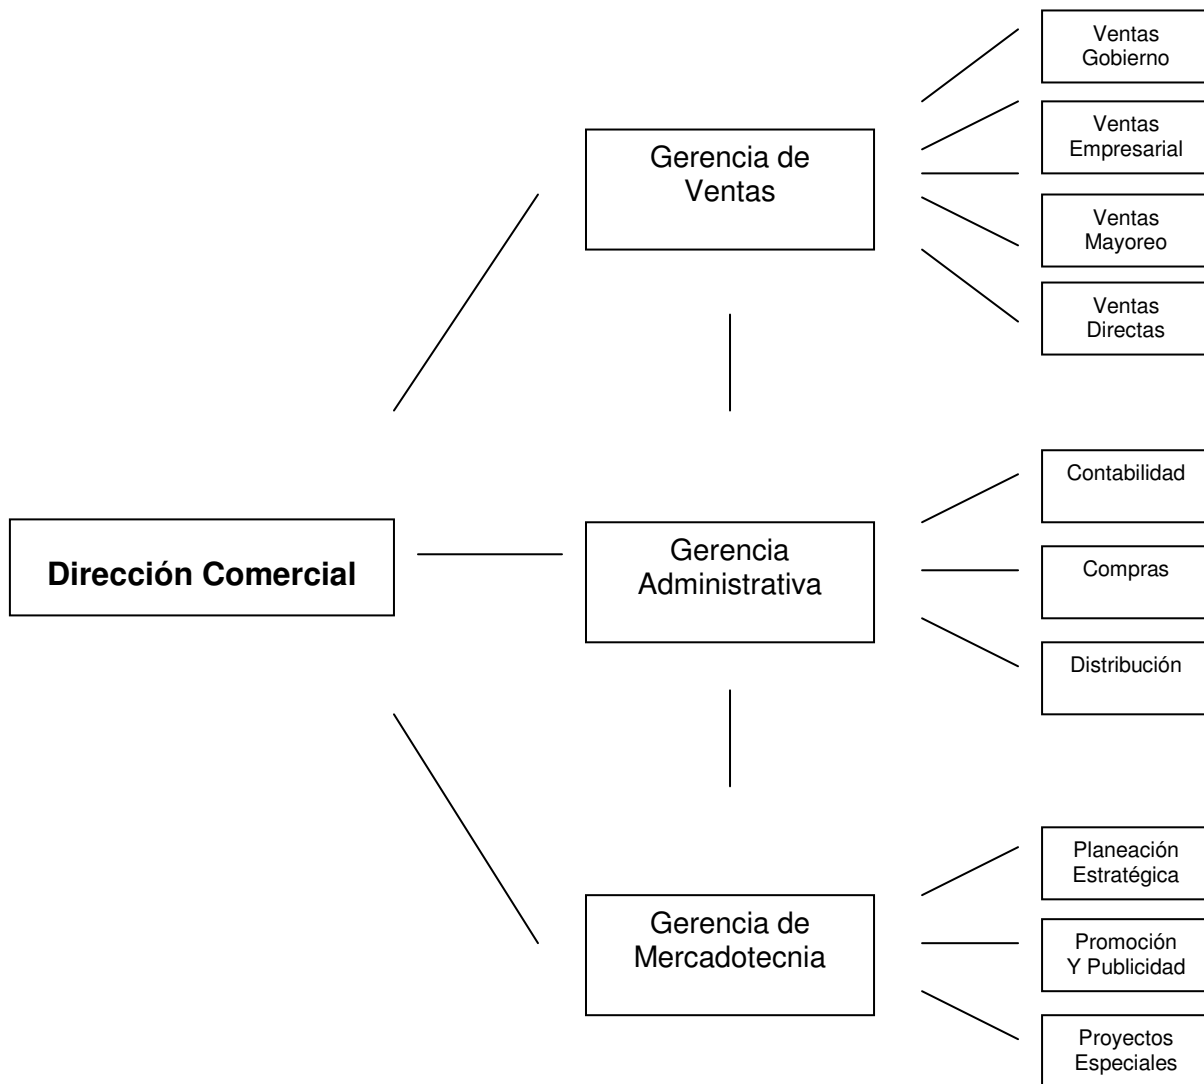 Ventas
Gobierno
Ventas
Empresarial
Gerencia de
Ventas
Ventas
Mayoreo
Ventas
Directas
Contabilidad
Dirección Comercial
Gerencia
Administrativa
Compras
Distribución
Planeación
Estratégica
Gerencia de
Mercadotecnia
Promoción
Y Publicidad
Proyectos
Especiales